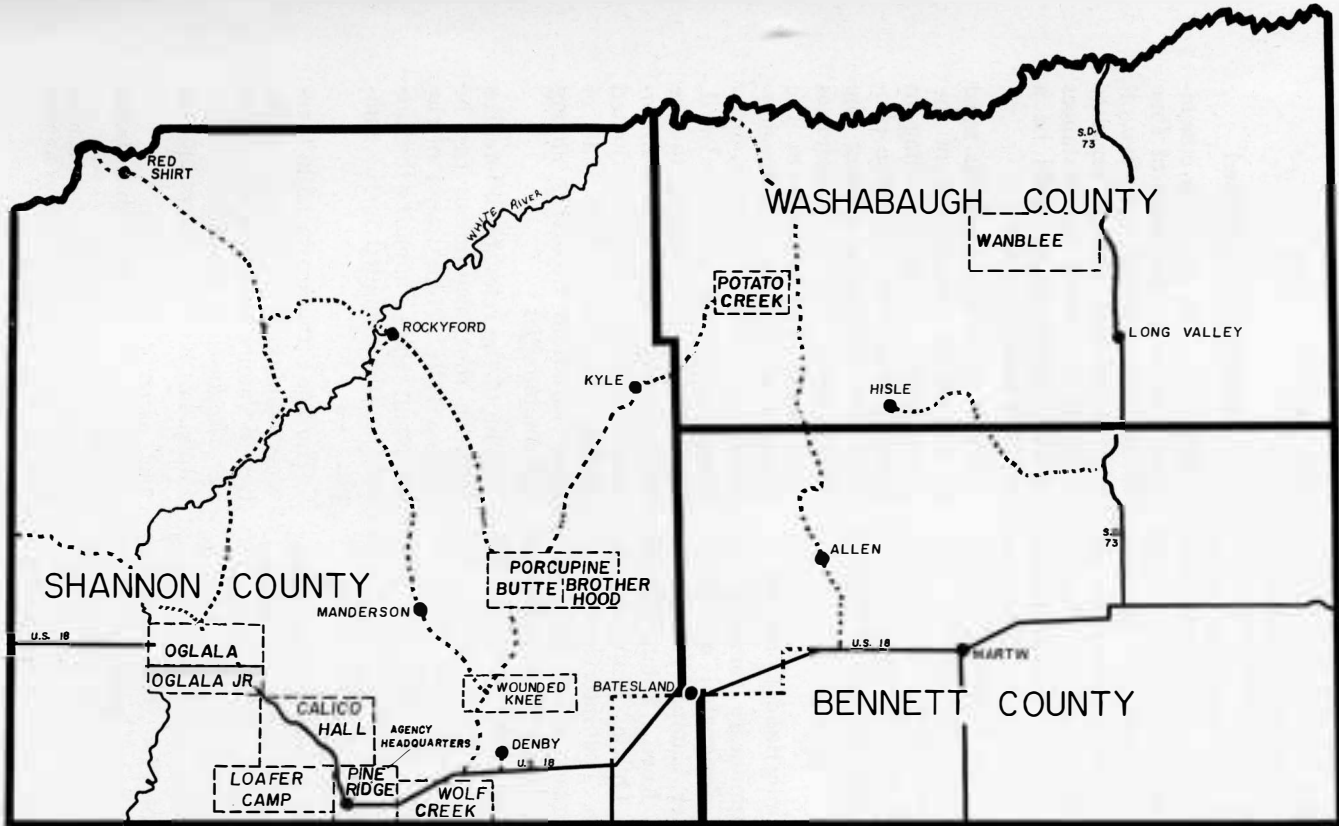 RED
SHIRT
WHITE RIVER
S.D.
73
WASHABAUGH COUNTY
WANBLEE
POTATO
CREEK
ROCKYFORD
LONG VALLEY
KYLE
HISLE
S.D.
73
ALLEN
PORCUPINE
BUTTE
BROTHER
HOOD
SHANNON COUNTY
MANDERSON
U.S. 18
OGLALA
OGLALA JR.
U.S. 18
MARTIN
WOUNDED
KNEE
BATESLAND
BENNETT COUNTY
CALICO
HALL
AGENCY
HEADQUARTERS
DENBY
U.S. 18
LOAFER
CAMP
PINE
RIDGE
WOLF
CREEK